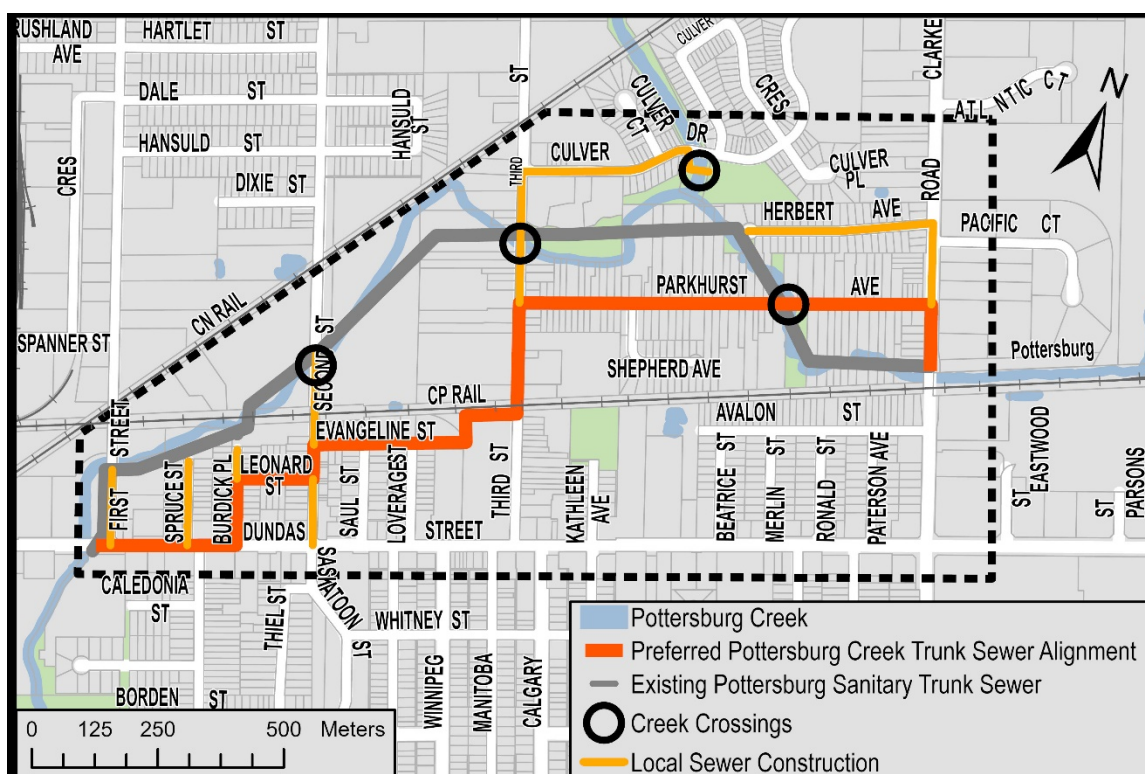 RUSHLAND
AVE
HARTLET ST
DALE ST
HANSULD ST
HANSULD
ST
CRES
DIXIE ST
SPANNER ST
CN RAIL
ST
THIRD
CULVER
CULVER
CT
CULVER
CRES
DR
CLARKE
ROAD
ATLNTIC CT
N
CULVER
PL
HERBERT AVE
PACIFIC CT
PARKHURST AVE
SHEPHERD AVE
Pottersburg
CP RAIL
SECOND ST
EVANGELINE ST
AVALON ST
FIRST STREET
SPRUCE ST
BURDICK PL
LEONARD
ST
SAUL ST
LOVERAGE ST
THIRD ST
KATHLEEN
AVE
BEATRICE ST
MERLIN ST
RONALD ST
PATERSON AVE
EASTWOOD
ST
PARSONS
ST
DUNDAS STREET
CALEDONIA
ST
THIEL ST
SASKATOON ST
WHITNEY ST
WINNIPEG
MANITOBA
CALGARY
BORDEN ST
0 125 250 500 Meters
Pottersburg Creek
Preferred Pottersburg Creek Trunk Sewer Alignment
Existing Pottersburg Sanitary Trunk Sewer
Creek Crossings
Local Sewer Construction